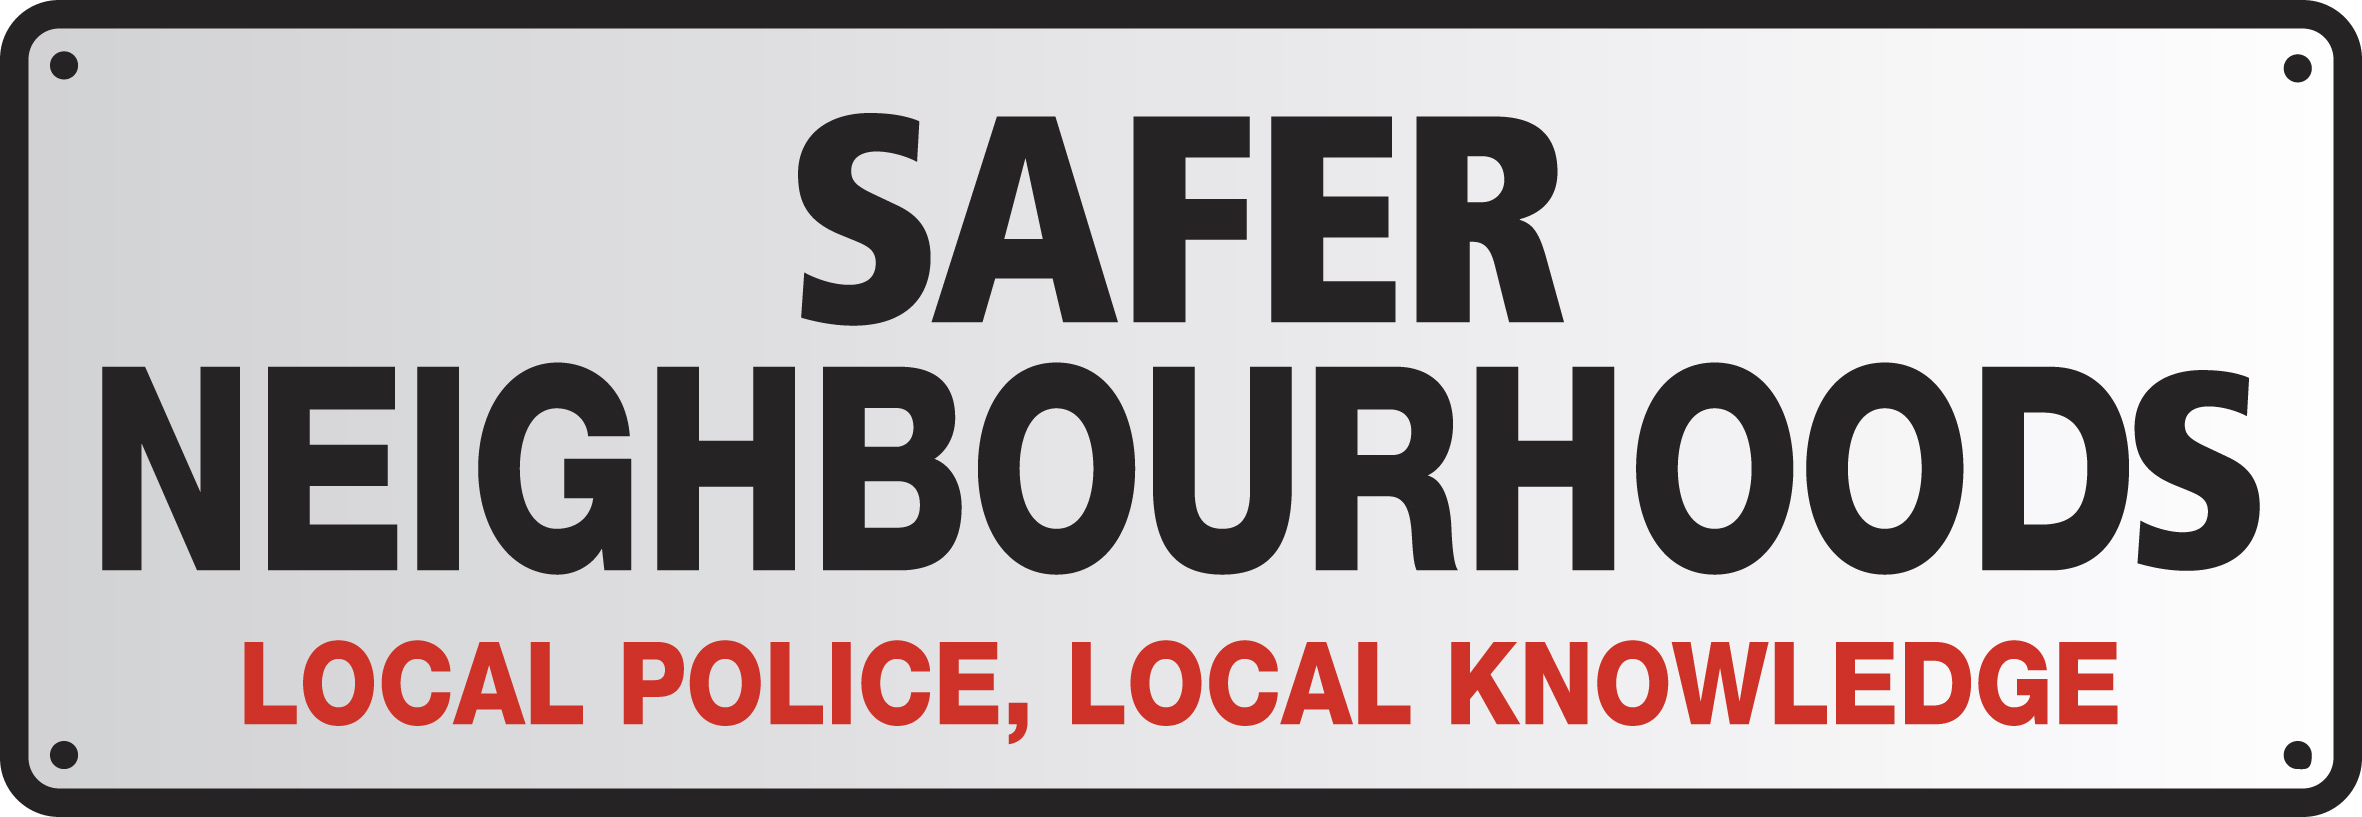 SAFER
NEIGHBOURHOODS
LOCAL POLICE, LOCAL KNOWLEDGE